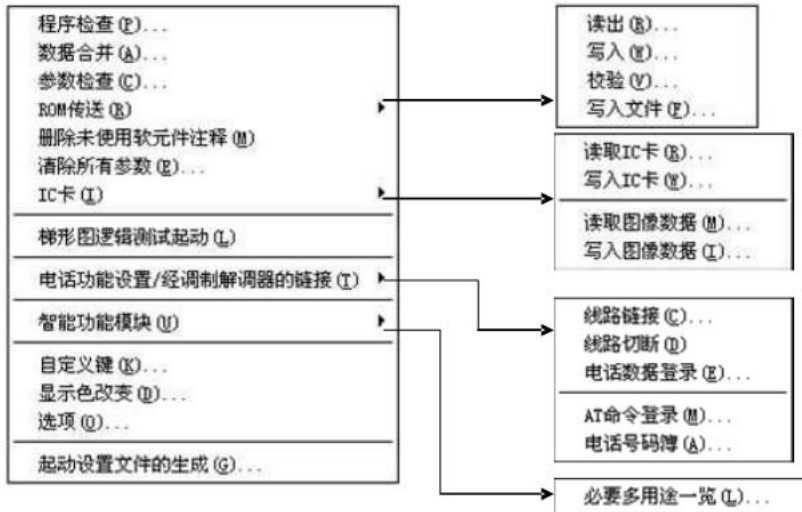 程序检查(P)...
数据合并(A)...
参数检查(C)...
ROM传送(R)
删除未使用软元件注释(M)
清除所有参数(E)...
IC卡(I)
梯形图逻辑测试起动(L)
电话功能设置/经调制解调器的链接(T)
智能功能模块(U)
自定义键(K)...
显示色改变(D)...
选项(O)...
起动设置文件的生成(G)...
读出(R)...
写入(W)...
校验(V)...
写入文件(F)...
读取IC卡(R)...
写入IC卡(W)...
读取图像数据(M)...
写入图像数据(I)...
线路链接(C)...
线路切断(D)
电话数据登录(E)...
AT命令登录(M)...
电话号码簿(A)...
必要多用途一览(L)...